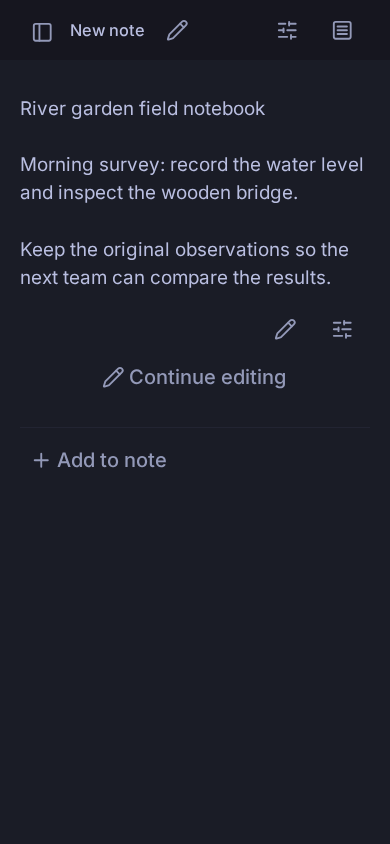 New note
River garden field notebook
Morning survey: record the water level
and inspect the wooden bridge.
Keep the original observations so the
next team can compare the results.
Continue editing
Add to note